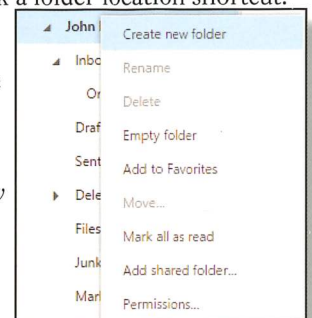 k a folder location shortcut.
John
Create new folder
Inbo
Rename
Or
Delete
Draf
Empty folder
Sent
Add to Favorites
Dele
Move...
Files
Mark all as read
Junk
Add shared folder...
Mar
Permissions...